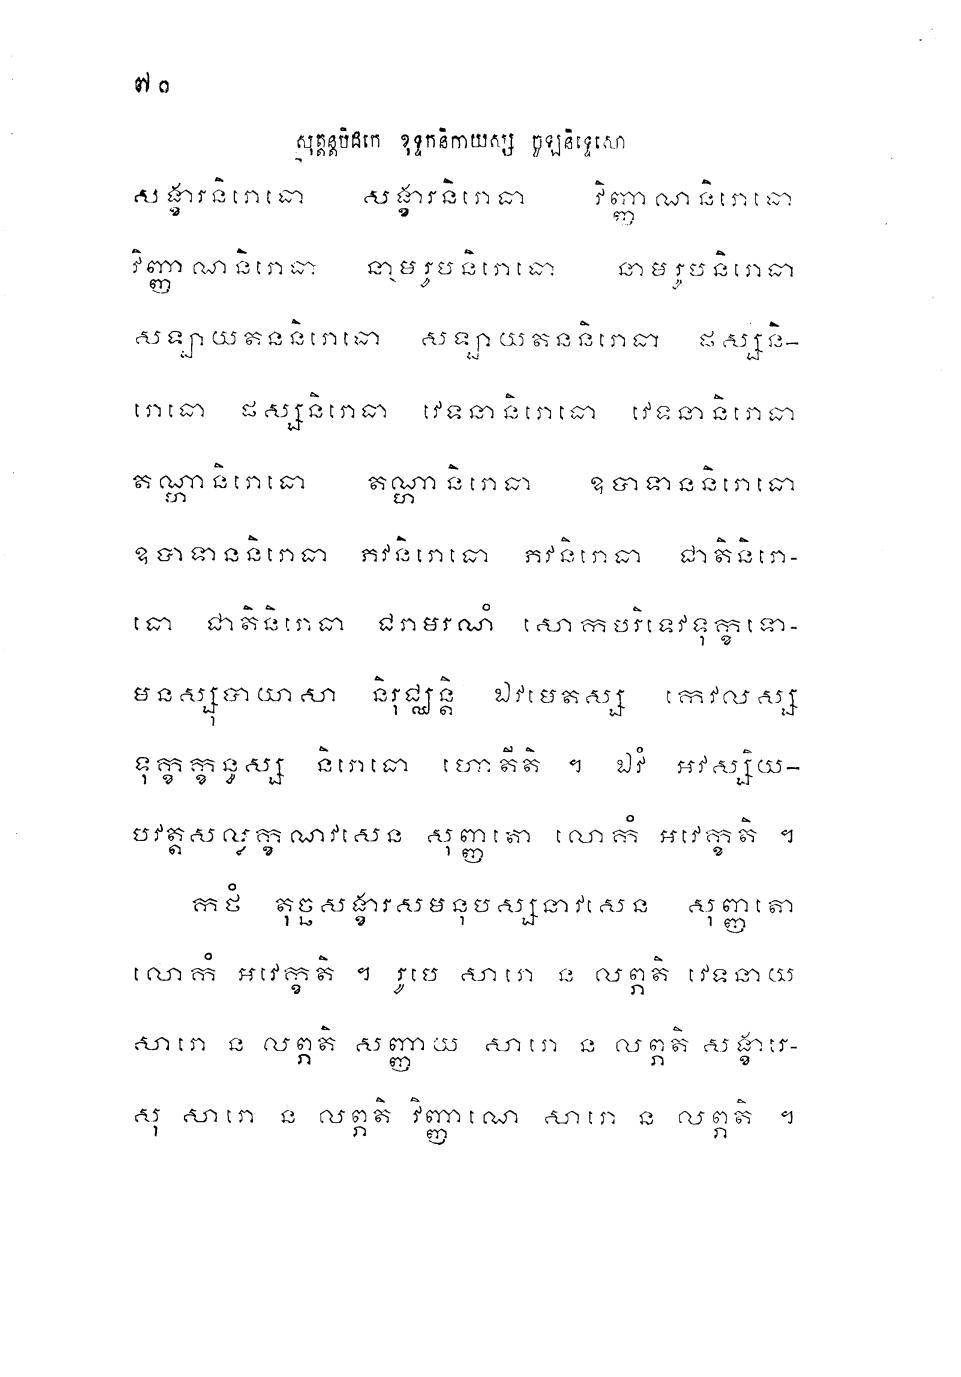 ៧០
សុត្តន្តបិដកេ ខុទ្ទកនិកាយស្ស ចូឡនិទ្ទេសោ
សង្ខារនិរោធោ សង្ខារនិរោធា វិញ្ញាណនិរោធោ
វិញ្ញាណនិរោធា នាមរូបនិរោធោ នាមរូបនិរោធា
សឡាយតននិរោធោ សឡាយតននិរោធា ផស្សនិ-
រោធោ ផស្សនិរោធា វេទនានិរោធោ វេទនានិរោធា
តណ្ហានិរោធោ តណ្ហានិរោធា ឧបាទាននិរោធោ
ឧបាទាននិរោធា ភវនិរោធោ ភវនិរោធា ជាតិនិរោ-
ធោ ជាតិនិរោធា ជរាមរណំ សោកបរិទេវទុក្ខទោ-
មនស្សុបាយាសា និរុជ្ឈន្តិ ឯវមេតស្ស កេវលស្ស
ទុក្ខក្ខន្ធស្ស និរោធោ ហោតីតិ ។ ឯវំ អវស្សិយ-
បវត្តសល្លក្ខណវសេន សុញ្ញតោ លោកំ អវេក្ខតិ ។
កថំ តុច្ឆសង្ខារសមនុបស្សនាវសេន សុញ្ញតោ
លោកំ អវេក្ខតិ ។ រូបេ សារោ ន លព្ភតិ វេទនាយ
សារោ ន លព្ភតិ សញ្ញាយ សារោ ន លព្ភតិ សង្ខារេ-
សុ សារោ ន លព្ភតិ វិញ្ញាណេ សារោ ន លព្ភតិ ។